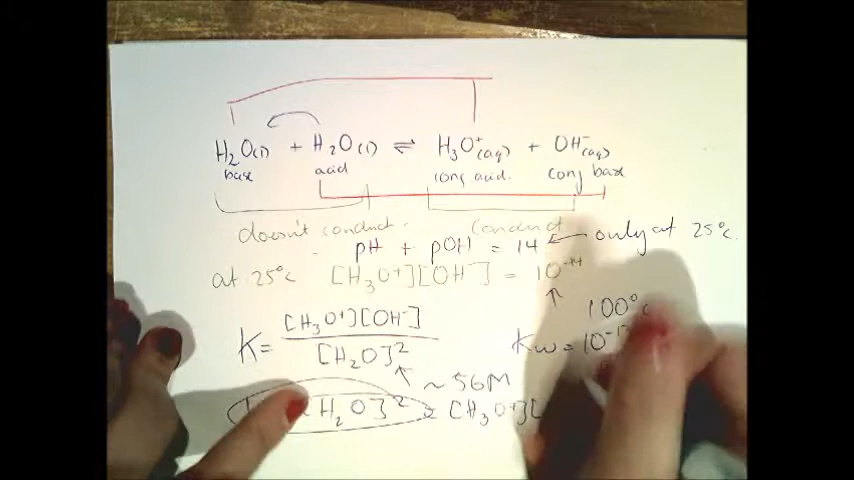 H₂O(l) + H₂O(l) ⇌ H₃O⁺(aq) + OH⁻(aq)
base acid conj acid. conj base
doesn't conduct. conduct
pH + pOH = 14 ← only at 25°C.
at 25°C [H₃O⁺][OH⁻] = 10⁻¹⁴
100°C
K = [H₃O⁺][OH⁻] / [H₂O]² Kw = 10⁻¹
~56M
H₂O]² = [H₃O⁺][